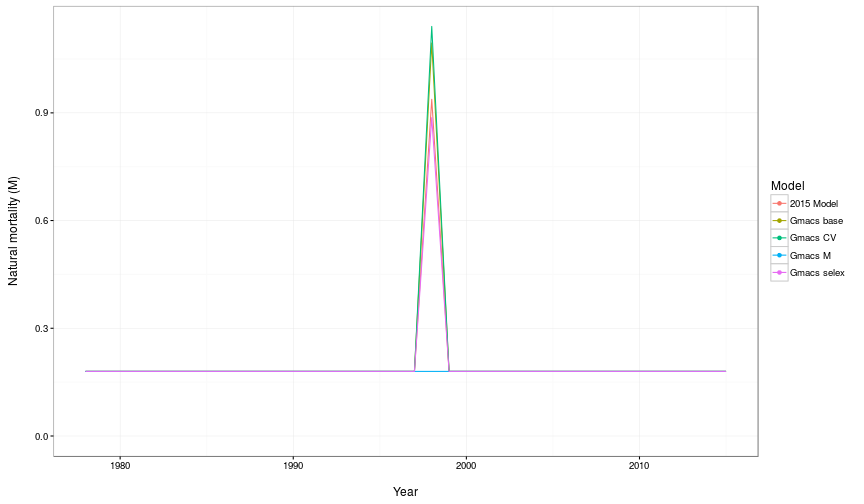 Natural mortality (M)
0.9
0.6
0.3
0.0
1980
1990
2000
2010
Year
Model
2015 Model
Gmacs base
Gmacs CV
Gmacs M
Gmacs selex